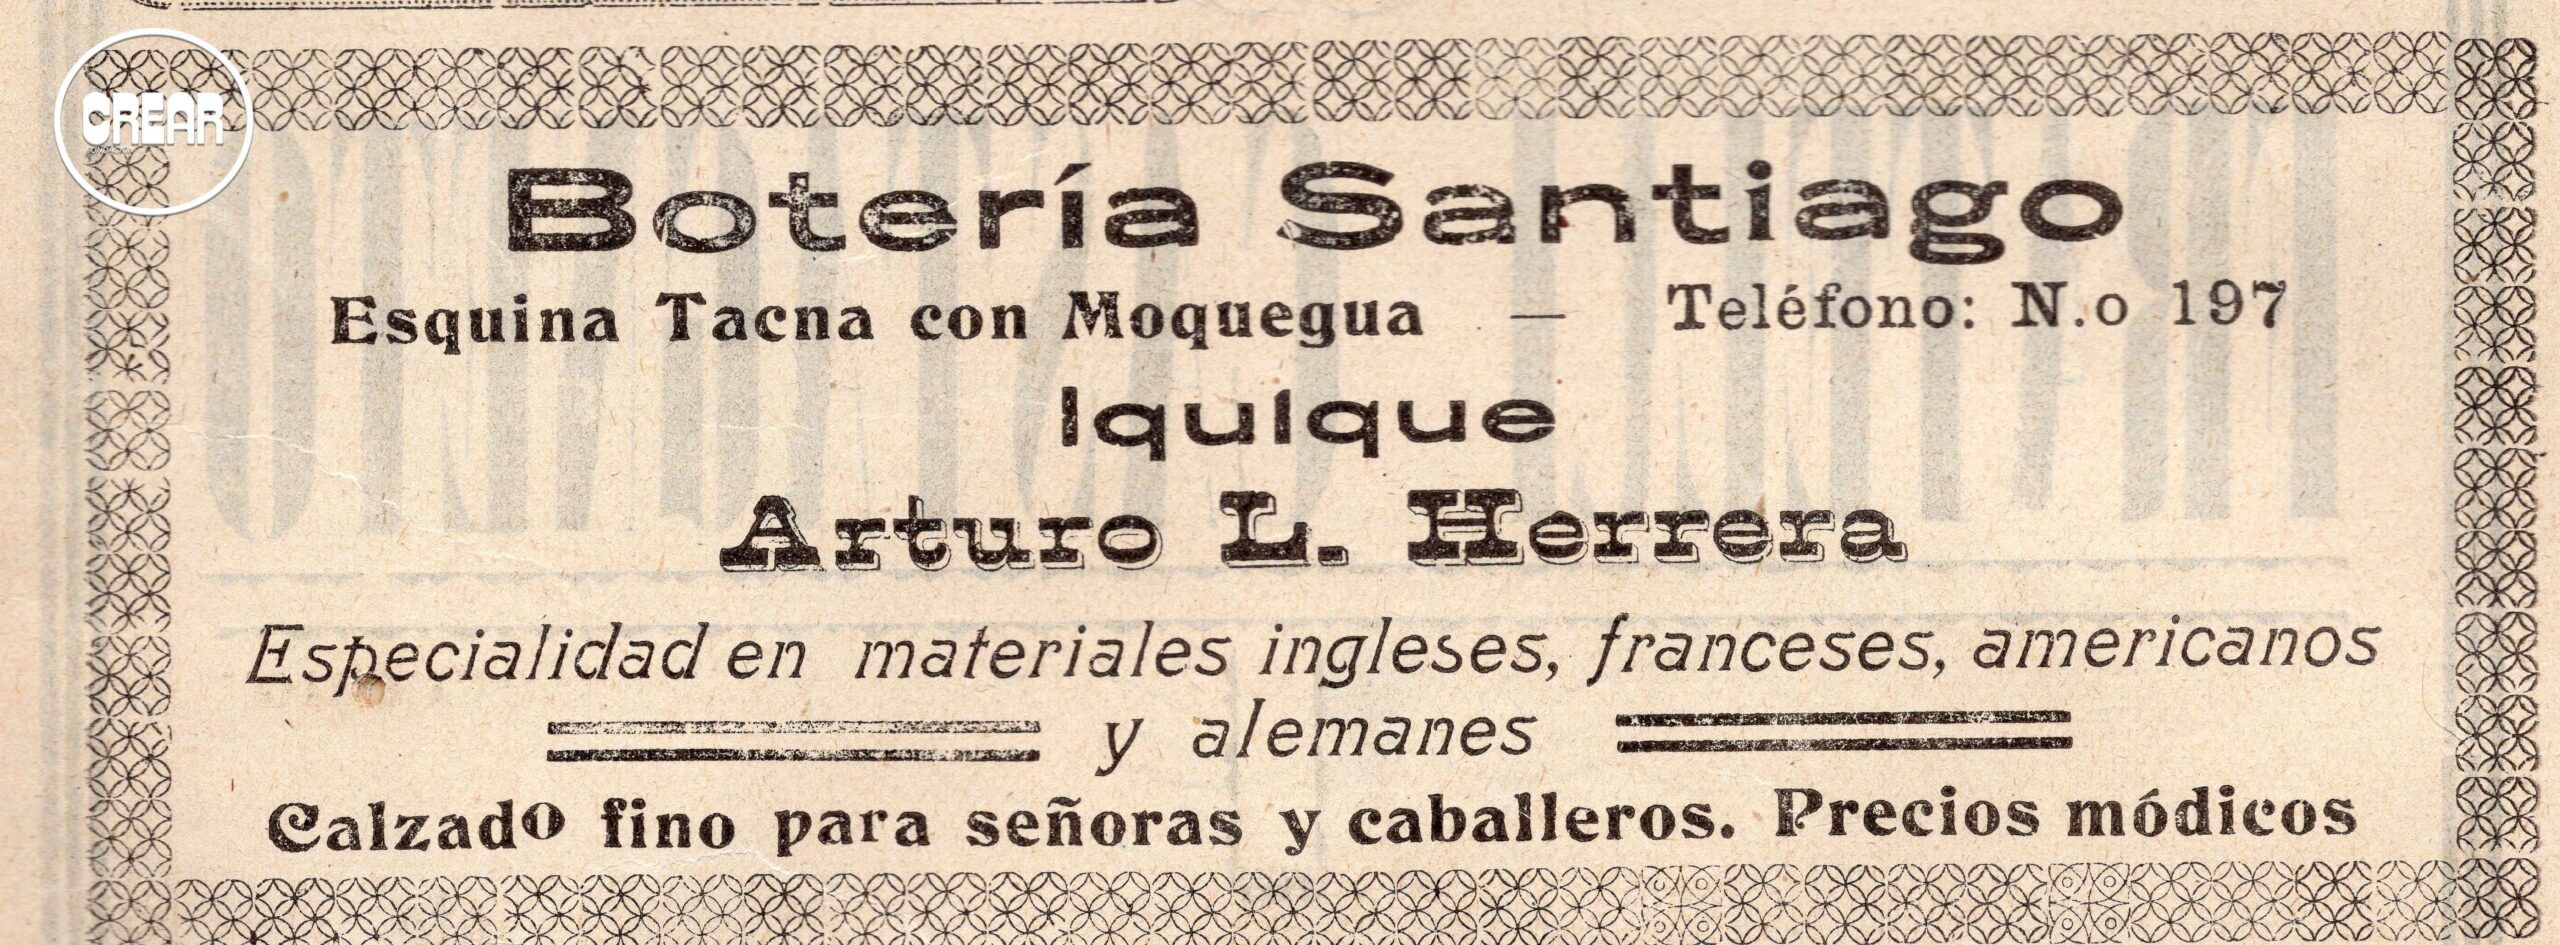 CREAR
Botería Santiago
Esquina Tacna con Moquegua — Teléfono: N.o 197
Iquique
Arturo L. Herrera
Especialidad en materiales ingleses, franceses, americanos
y alemanes
Calzado fino para señoras y caballeros. Precios módicos